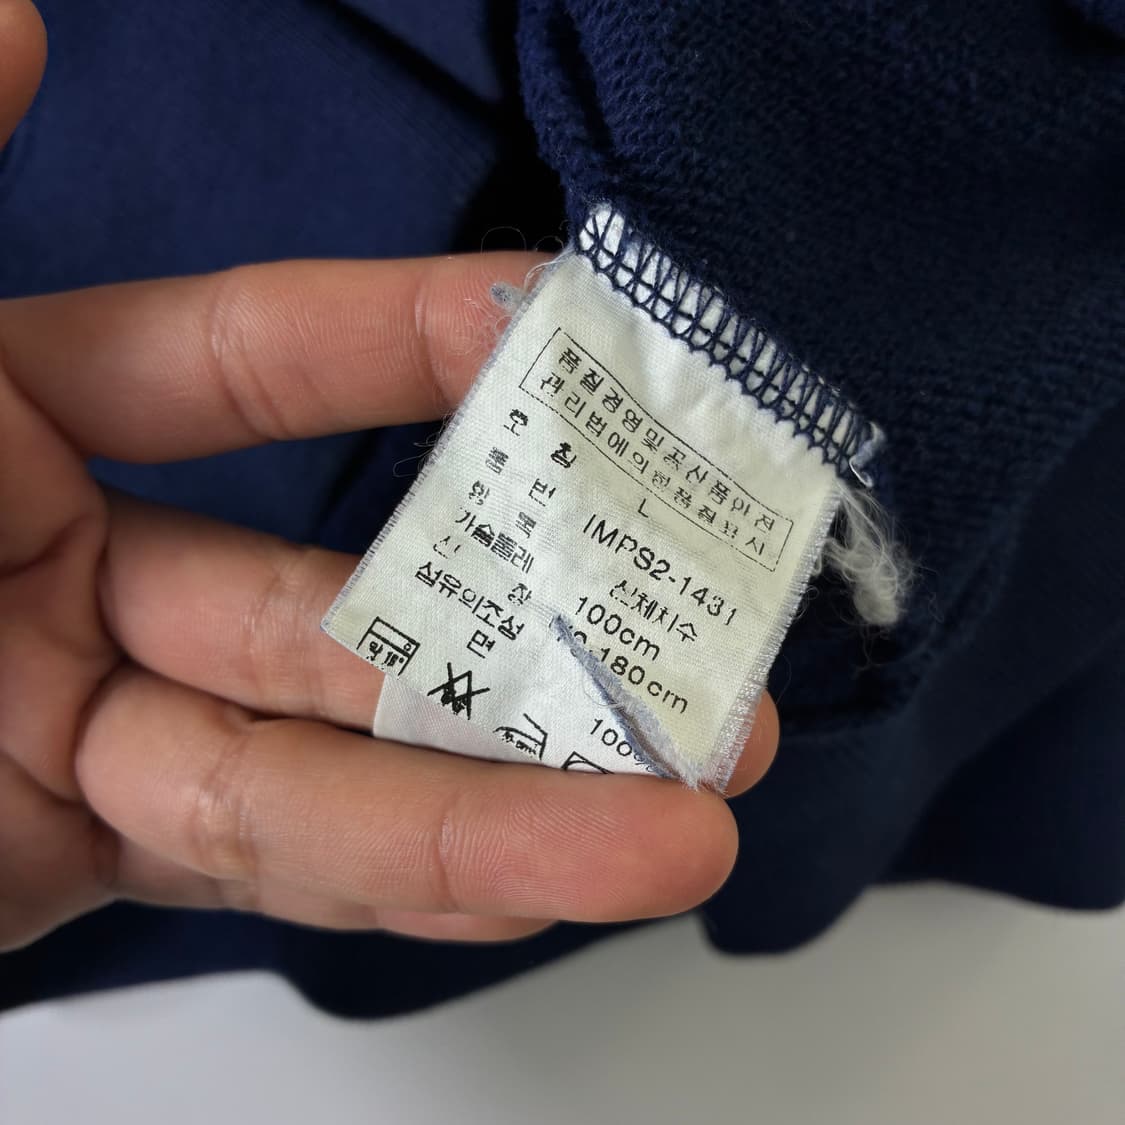 품질경영및공산품안전
관리법에의한품질표시
호 칭 L
품 번 IMPS2-1431
항 목 신체치수
가슴둘레 100cm
신 장 180cm
섬유의조성
면 100%